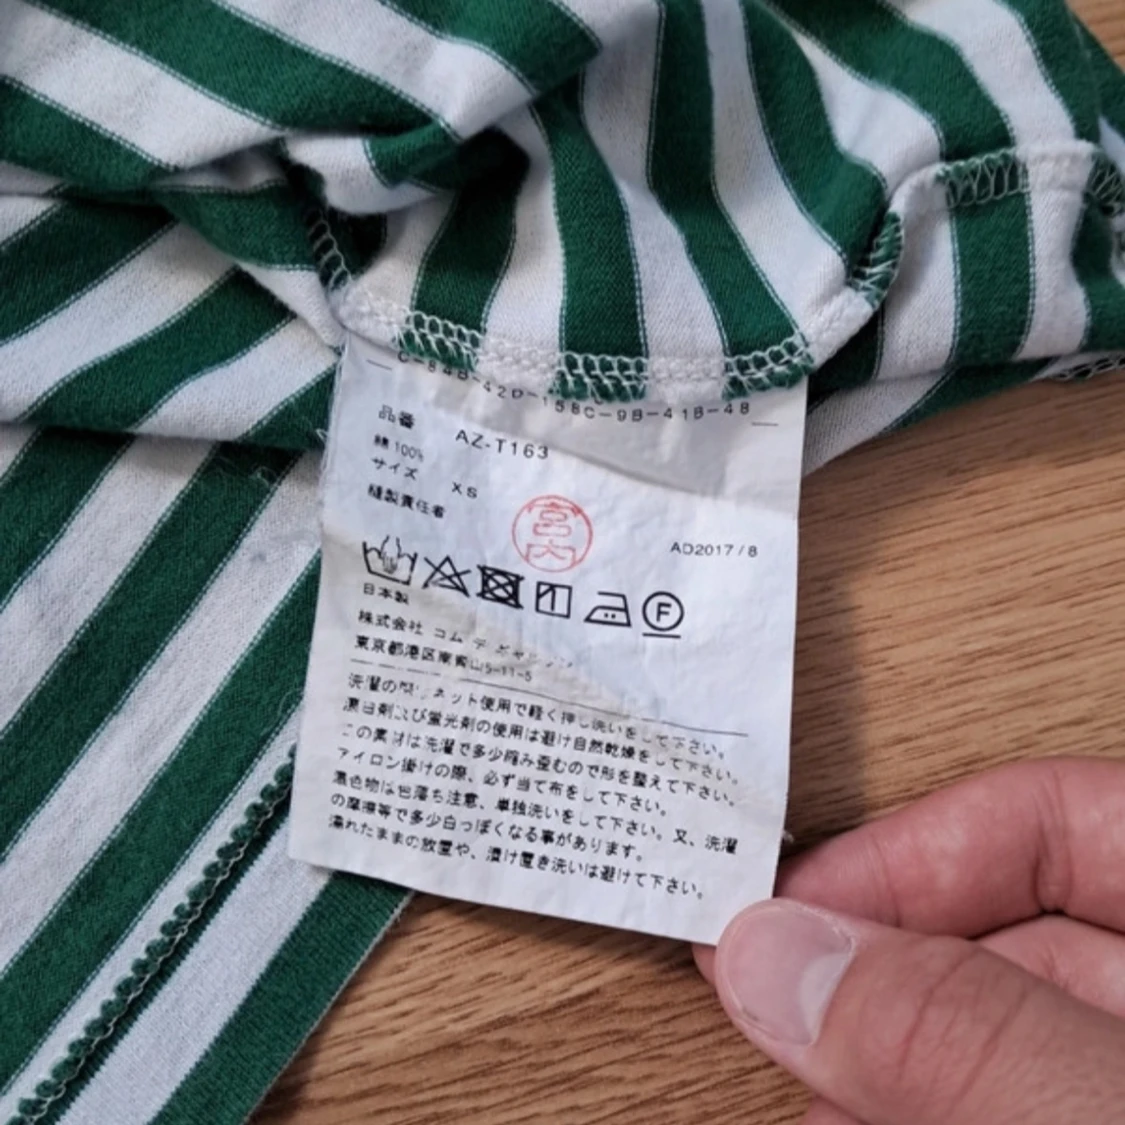 C-84B-42D-158C-9B-41B-48
品番 AZ-T163
綿 100%
サイズ XS
縫製責任者
宮内
AD2017/8
F
日本製
株式会社 コム デ ギャルソン
東京都港区南青山5-11-5
洗濯の際、ネット使用で軽く押し洗いをして下さい。
漂白剤及び蛍光剤の使用は避け自然乾燥をして下さい。
この素材は洗濯で多少縮み歪むので形を整えて下さい。
アイロン掛けの際、必ず当て布をして下さい。
濃色物は色落ち注意、単独洗いをして下さい。又、洗濯
の摩擦等で多少白っぽくなる事があります。
濡れたままの放置や、漬け置き洗いは避けて下さい。